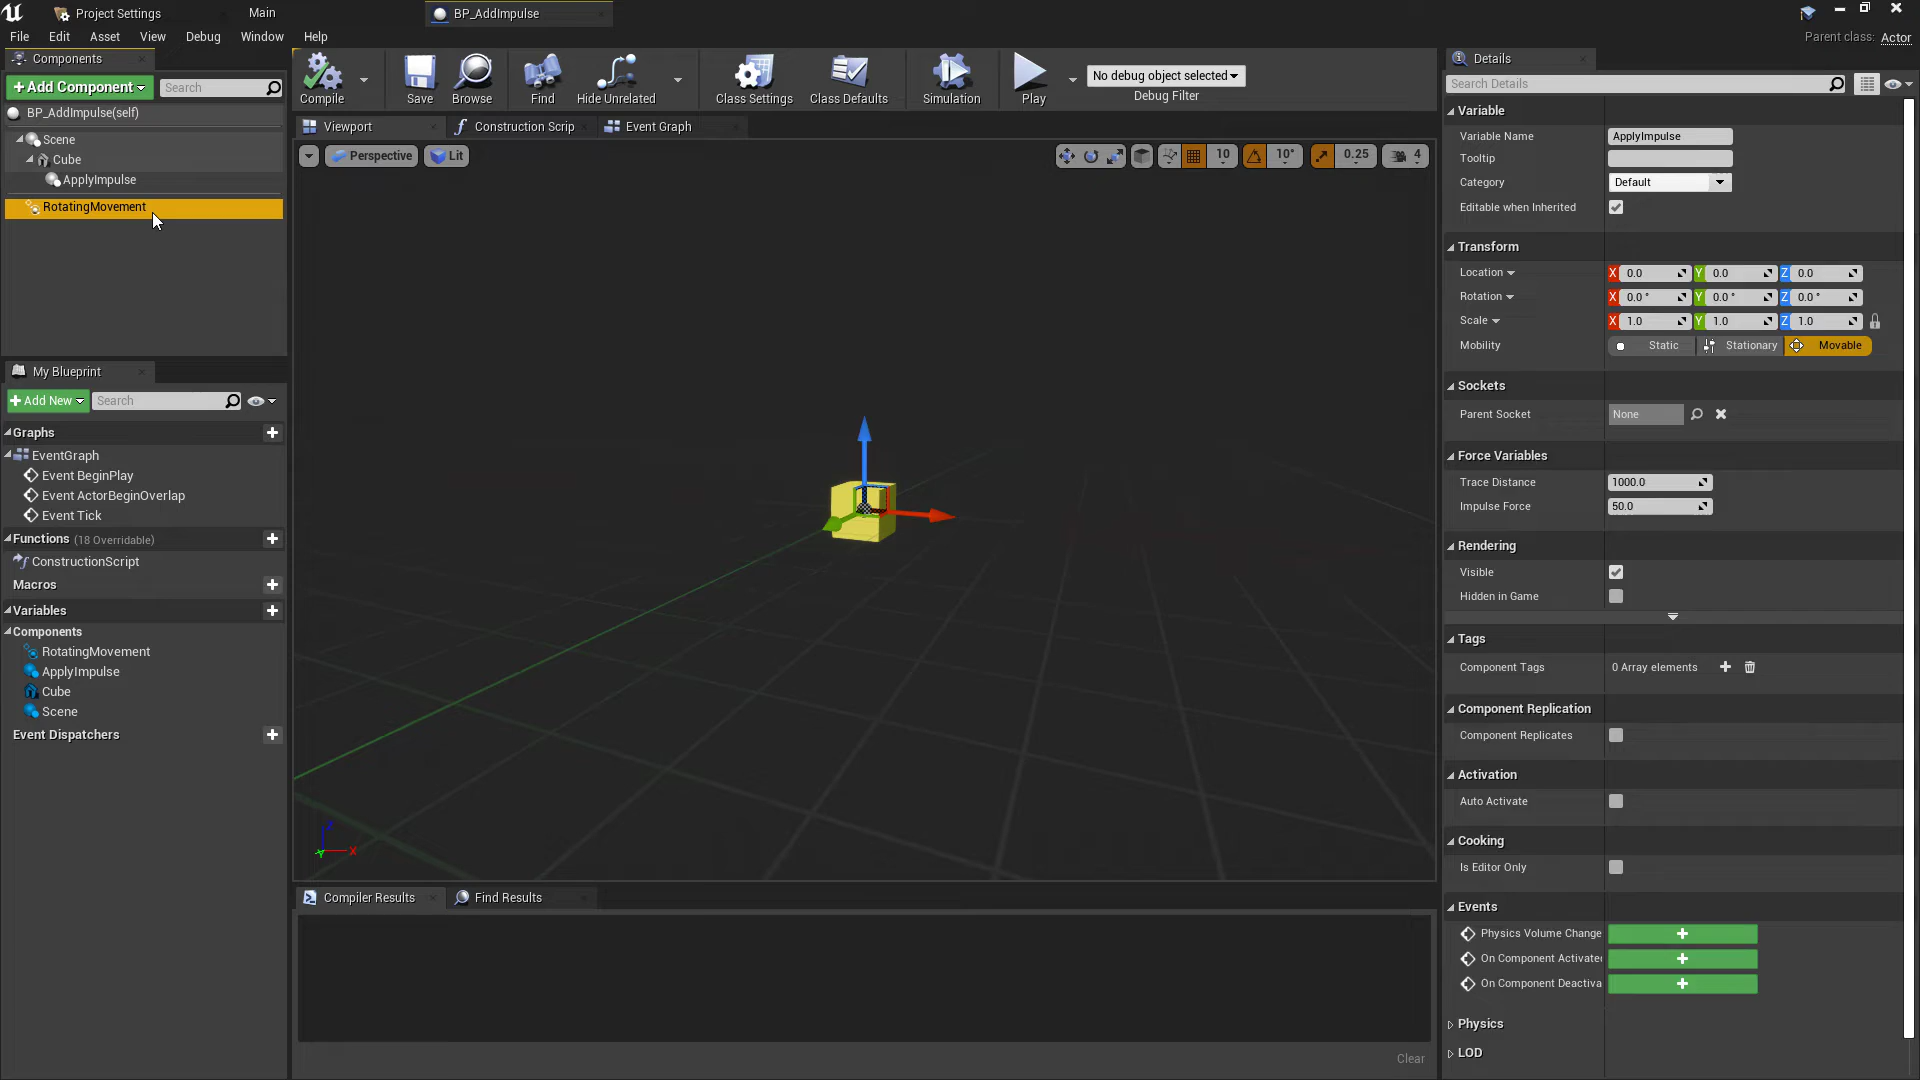 Project Settings
Main
BP_AddImpulse
File
Edit
Asset
View
Debug
Window
Help
Parent class:
Actor
Components
+ Add Component
Search
BP_AddImpulse(self)
Scene
Cube
ApplyImpulse
RotatingMovement
Compile
Save
Browse
Find
Hide Unrelated
Class Settings
Class Defaults
Simulation
Play
No debug object selected
Debug Filter
Viewport
Construction Scrip
Event Graph
Perspective
Lit
10
10°
0.25
4
X
My Blueprint
+ Add New
Search
Graphs
EventGraph
Event BeginPlay
Event ActorBeginOverlap
Event Tick
Functions (18 Overridable)
ConstructionScript
Macros
Variables
Components
RotatingMovement
ApplyImpulse
Cube
Scene
Event Dispatchers
Compiler Results
Find Results
Clear
Details
Search Details
Variable
Variable Name
ApplyImpulse
Tooltip
Category
Default
Editable when Inherited
Transform
Location
X 0.0
Y 0.0
Z 0.0
Rotation
X 0.0 °
Y 0.0 °
Z 0.0 °
Scale
X 1.0
Y 1.0
Z 1.0
Mobility
Static
Stationary
Movable
Sockets
Parent Socket
None
Force Variables
Trace Distance
1000.0
Impulse Force
50.0
Rendering
Visible
Hidden in Game
Tags
Component Tags
0 Array elements
Component Replication
Component Replicates
Activation
Auto Activate
Cooking
Is Editor Only
Events
Physics Volume Change
On Component Activate
On Component Deactiva
Physics
LOD